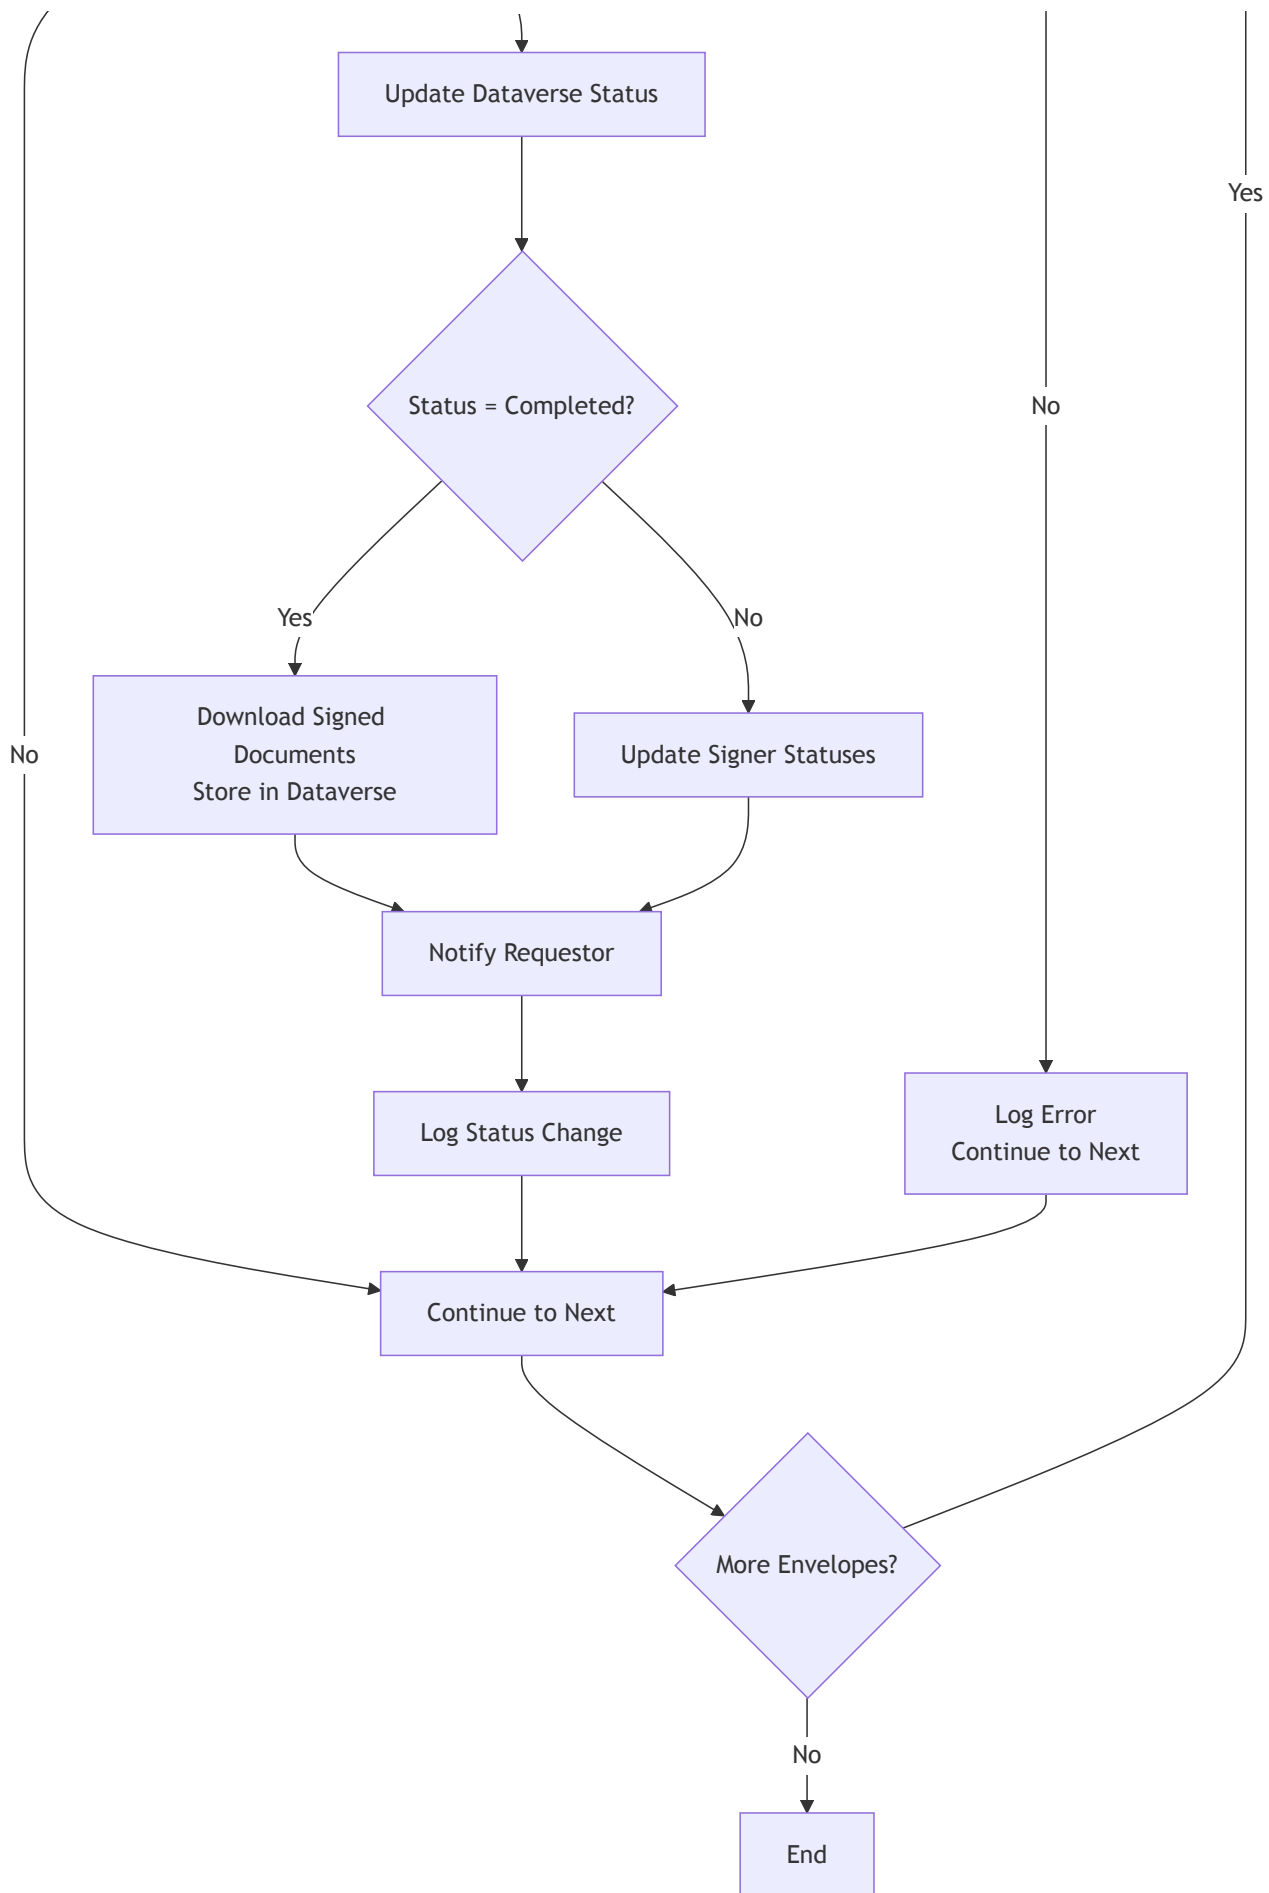 Update Dataverse Status
Yes
Status = Completed?
No
Yes
No
Download Signed
Documents
Store in Dataverse
No
Update Signer Statuses
Notify Requestor
Log Status Change
Log Error
Continue to Next
Continue to Next
More Envelopes?
No
End